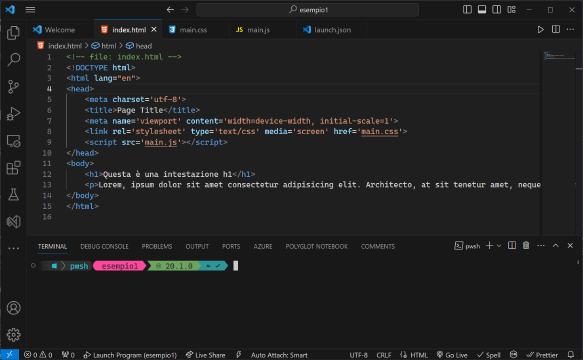 esempio1
Welcome
index.html
main.css
JS main.js
launch.json
index.html > html > head
1 <!-- file: index.html -->
2 <!DOCTYPE html>
3 <html lang="en">
4 <head>
5 <meta charset='utf-8'>
6 <title>Page Title</title>
7 <meta name='viewport' content='width=device-width, initial-scale=1'>
8 <link rel='stylesheet' type='text/css' media='screen' href='main.css'>
9 <script src='main.js'></script>
10 </head>
11 <body>
12 <h1>Questa è una intestazione h1</h1>
13 <p>Lorem, ipsum dolor sit amet consectetur adipisicing elit. Architecto, at sit tenetur amet, neque
14 </body>
15 </html>
16
TERMINAL DEBUG CONSOLE PROBLEMS OUTPUT PORTS AZURE POLYGLOT NOTEBOOK COMMENTS
pwsh
pwsh esempio1 20.1.0
0 0 0 Launch Program (esempio1) Live Share Auto Attach: Smart UTF-8 CRLF HTML Go Live Spell Prettier